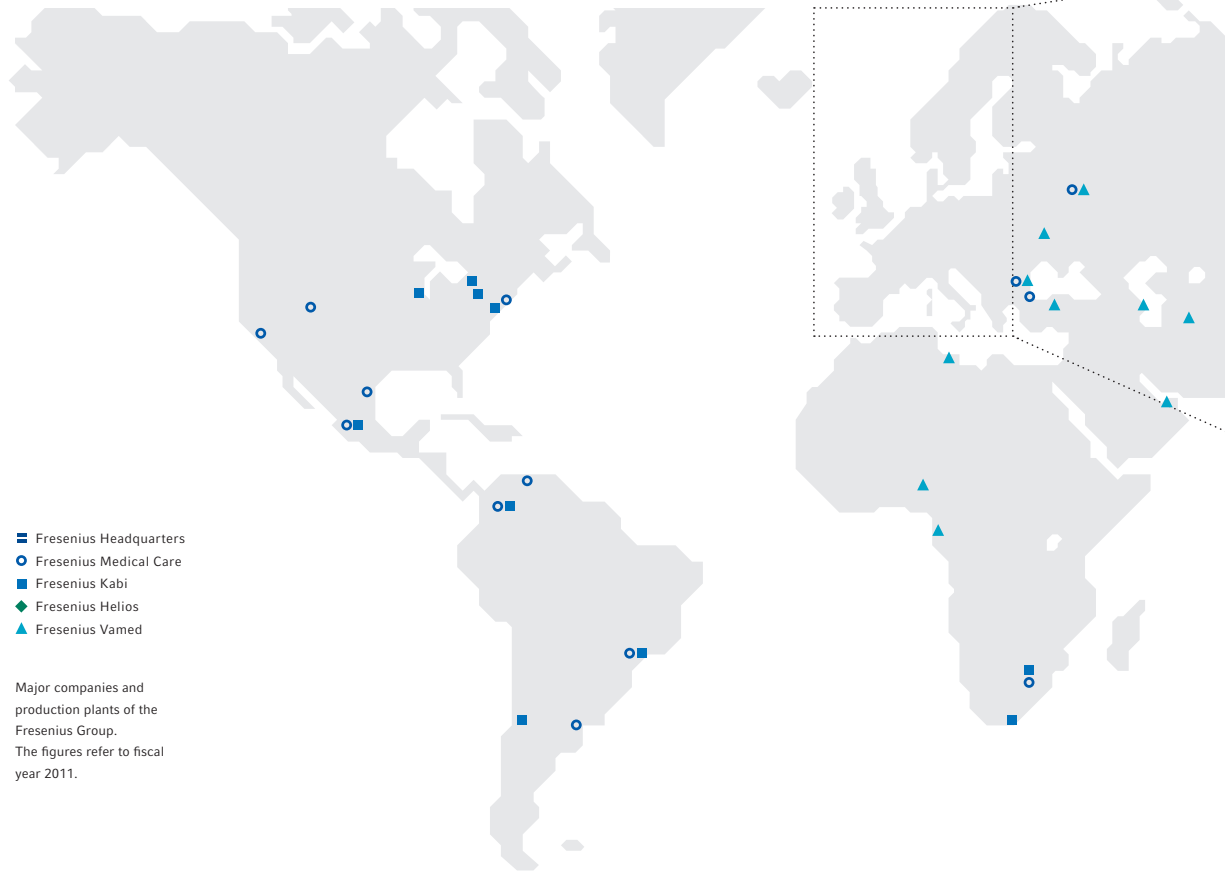 Fresenius Headquarters
Fresenius Medical Care
Fresenius Kabi
Fresenius Helios
Fresenius Vamed
Major companies and
production plants of the
Fresenius Group.
The figures refer to fiscal
year 2011.